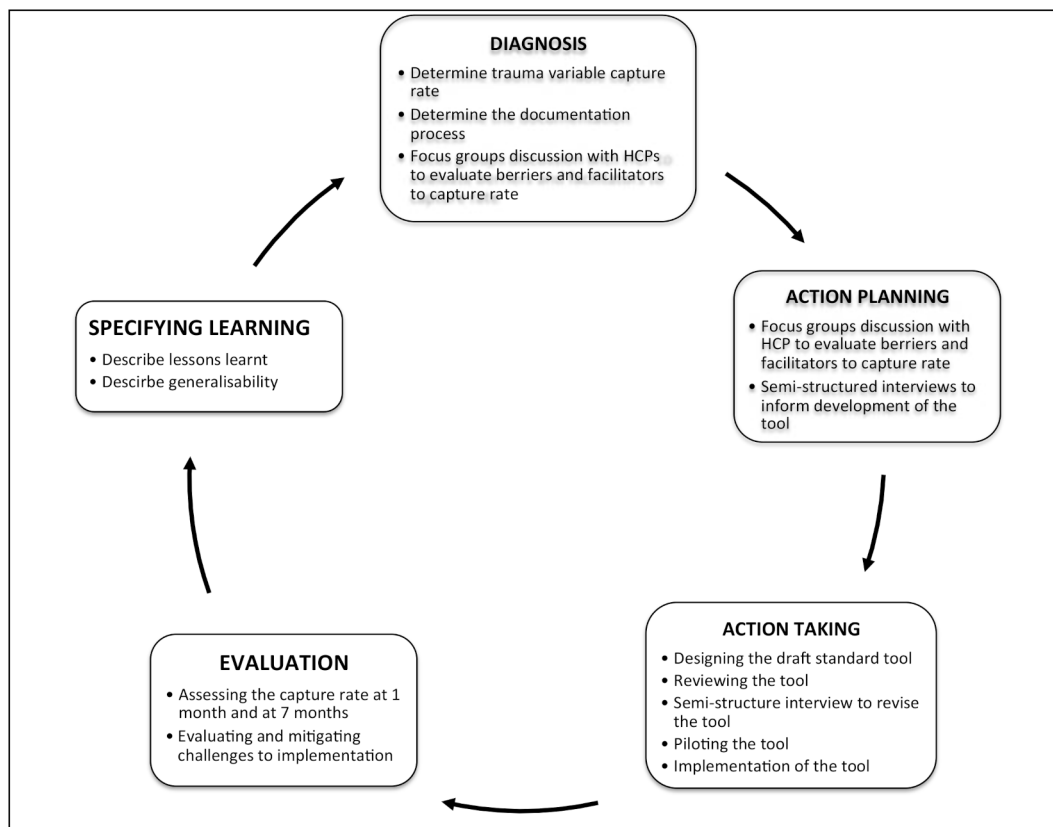 DIAGNOSIS
• Determine trauma variable capture
rate
• Determine the documentation
process
• Focus groups discussion with HCPs
to evaluate berriers and facilitators
to capture rate
ACTION PLANNING
• Focus groups discussion with
HCP to evaluate berriers and
facilitators to capture rate
• Semi-structured interviews to
inform development of the
tool
ACTION TAKING
• Designing the draft standard tool
• Reviewing the tool
• Semi-structure interview to revise
the tool
• Piloting the tool
• Implementation of the tool
EVALUATION
• Assessing the capture rate at 1
month and at 7 months
• Evaluating and mitigating
challenges to implementation
SPECIFYING LEARNING
• Describe lessons learnt
• Descirbe generalisability